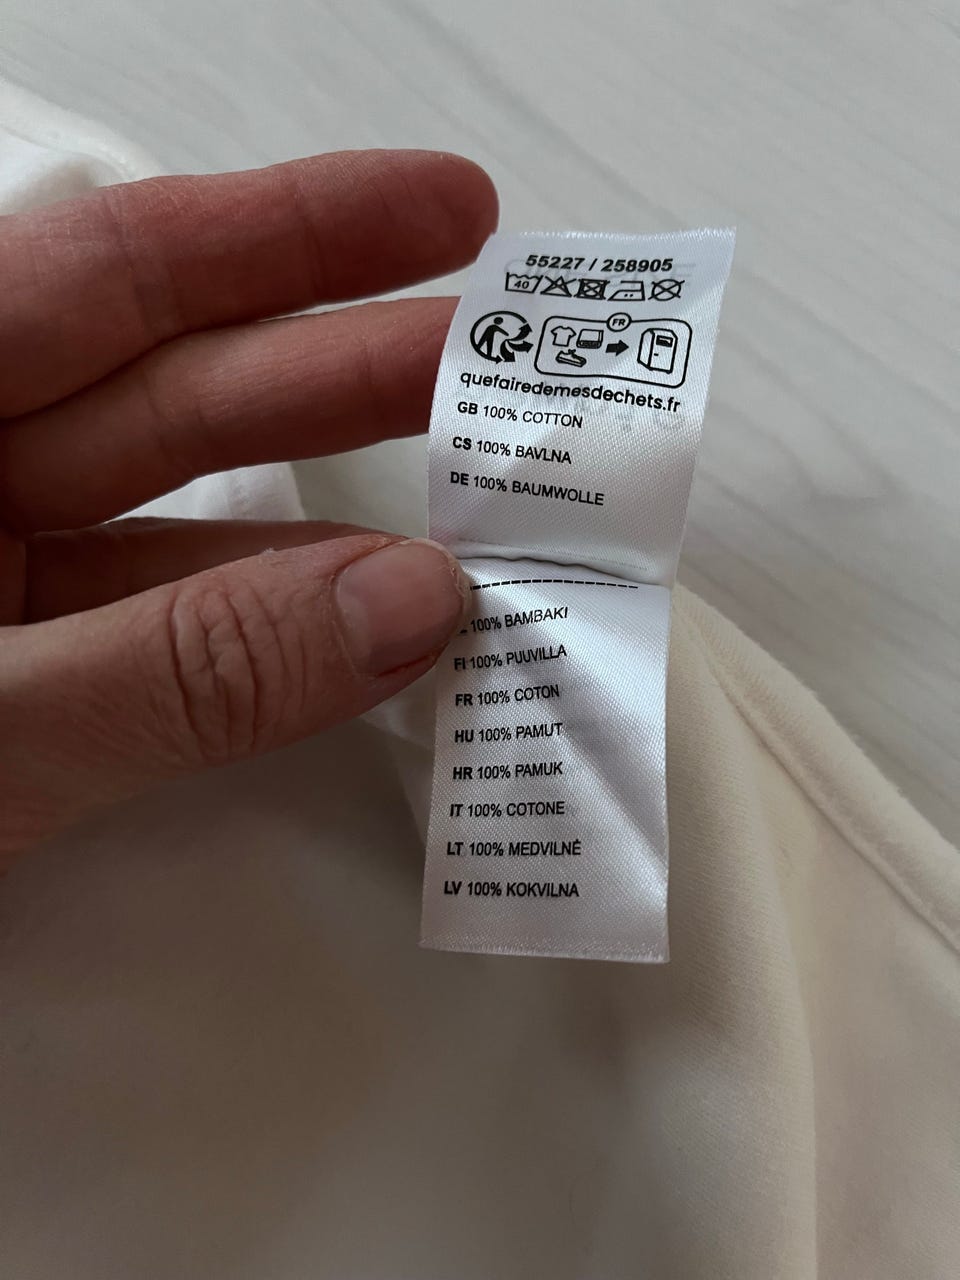 55227 / 258905
40
FR
quefairedemesdechets.fr
GB 100% COTTON
CS 100% BAVLNA
DE 100% BAUMWOLLE
100% BAMBAKI
FI 100% PUUVILLA
FR 100% COTON
HU 100% PAMUT
HR 100% PAMUK
IT 100% COTONE
LT 100% MEDVILNĖ
LV 100% KOKVILNA